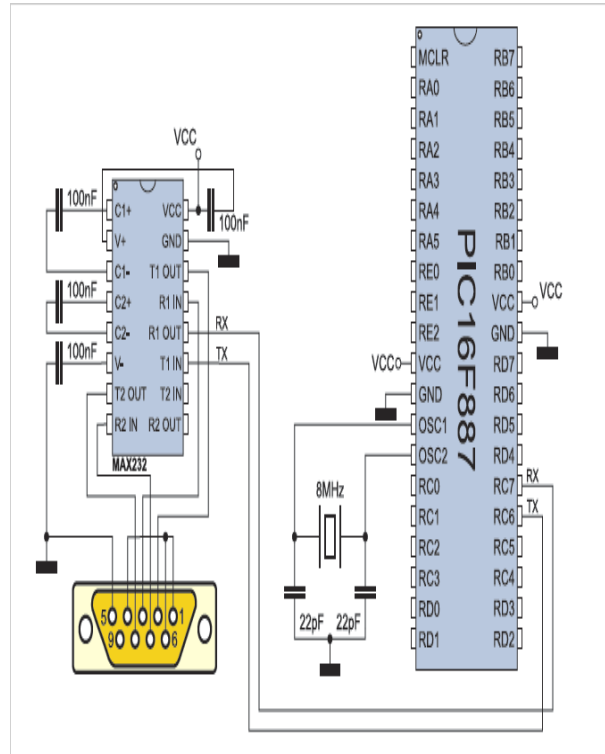 VCC
100nF
C1+
V+
C1-
C2+
C2-
V-
T2 OUT
R2 IN
VCC
GND
T1 OUT
R1 IN
R1 OUT
T1 IN
T2 IN
R2 OUT
100nF
100nF
100nF
MAX232
RX
TX
5
1
9
6
MCLR
RA0
RA1
RA2
RA3
RA4
RA5
RE0
RE1
RE2
VCC
GND
OSC1
OSC2
RC0
RC1
RC2
RC3
RD0
RD1
PIC16F887
RB7
RB6
RB5
RB4
RB3
RB2
RB1
RB0
VCC
GND
RD7
RD6
RD5
RD4
RC7
RC6
RC5
RC4
RD3
RD2
VCC
VCC
RX
TX
8MHz
22pF
22pF